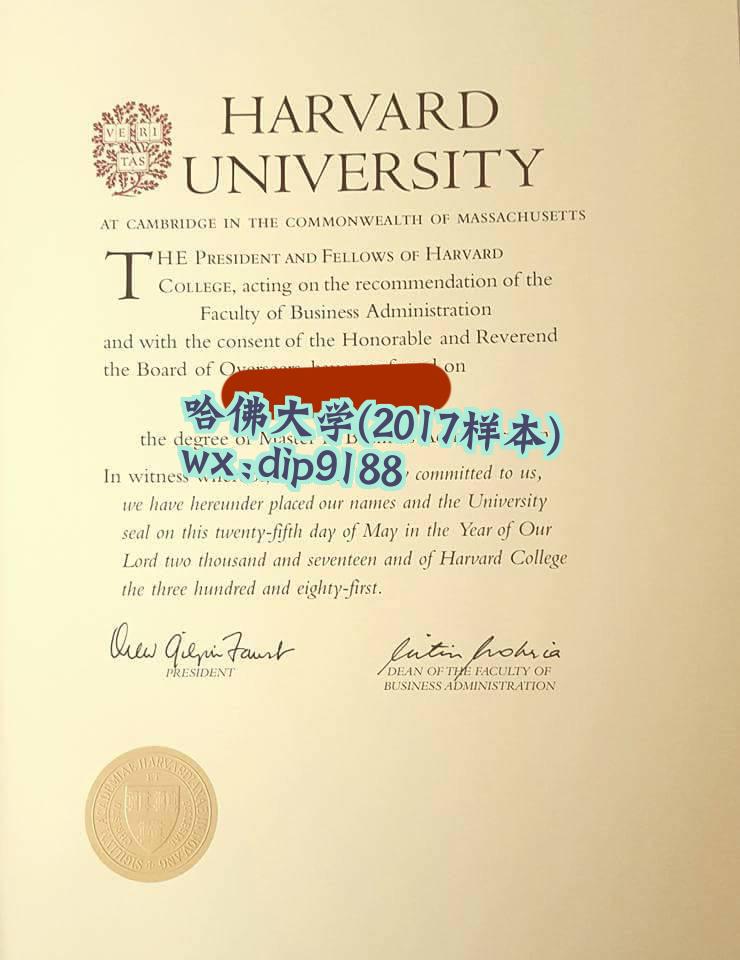 VE RI
TAS
HARVARD
UNIVERSITY
AT CAMBRIDGE IN THE COMMONWEALTH OF MASSACHUSETTS
THE PRESIDENT AND FELLOWS OF HARVARD
COLLEGE, acting on the recommendation of the
Faculty of Business Administration
and with the consent of the Honorable and Reverend
the Board of on
哈佛大学(2017样本)
the degree of Master
wx:dip9188
In witness committed to us,
we have hereunder placed our names and the University
seal on this twenty-fifth day of May in the Year of Our
Lord two thousand and seventeen and of Harvard College
the three hundred and eighty-first.
Drew Gilpin Faust
PRESIDENT
DEAN OF THE FACULTY OF
BUSINESS ADMINISTRATION